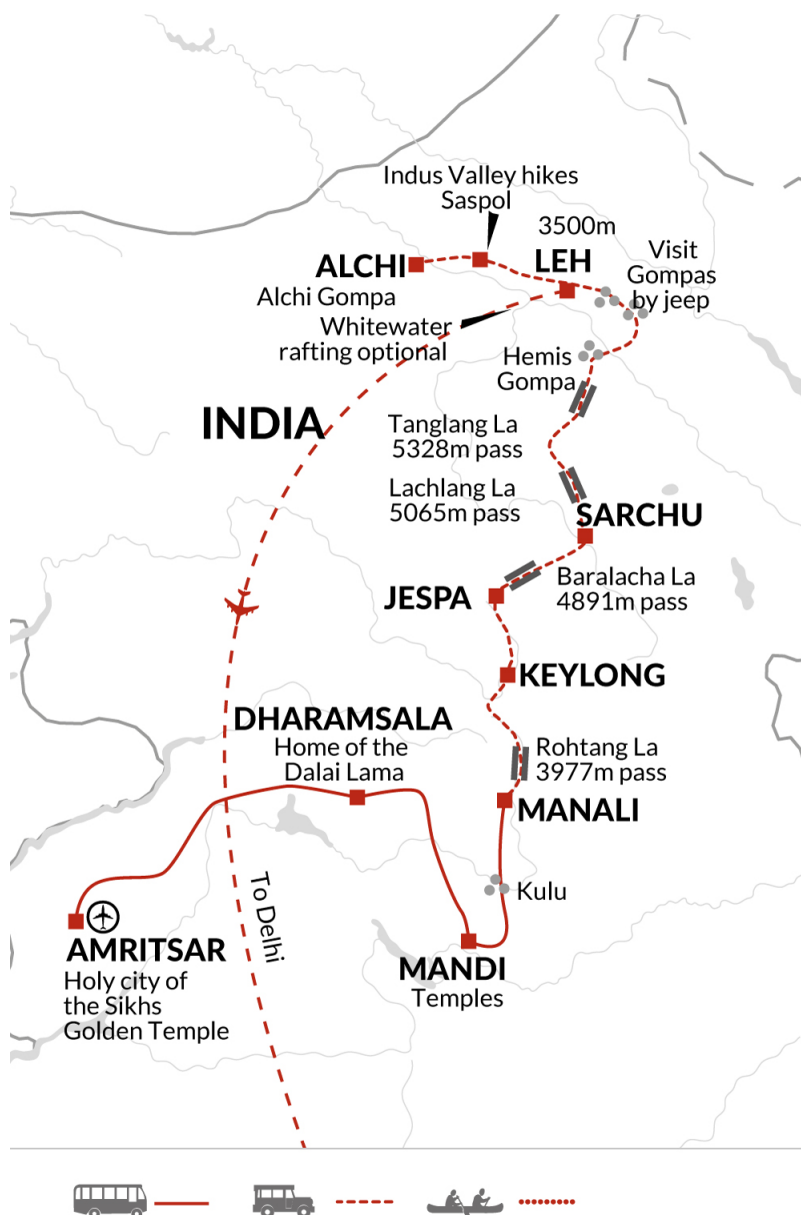 Indus Valley hikes
Saspol
3500m
LEH
Visit
Gompas
by jeep
ALCHI
Alchi Gompa
Whitewater
rafting optional
Hemis
Gompa
INDIA
Tanglang La
5328m pass
Lachlang La
5065m pass
SARCHU
Baralacha La
4891m pass
JESPA
KEYLONG
DHARAMSALA
Home of the
Dalai Lama
Rohtang La
3977m pass
MANALI
To Delhi
Kulu
AMRITSAR
Holy city of
the Sikhs
Golden Temple
MANDI
Temples